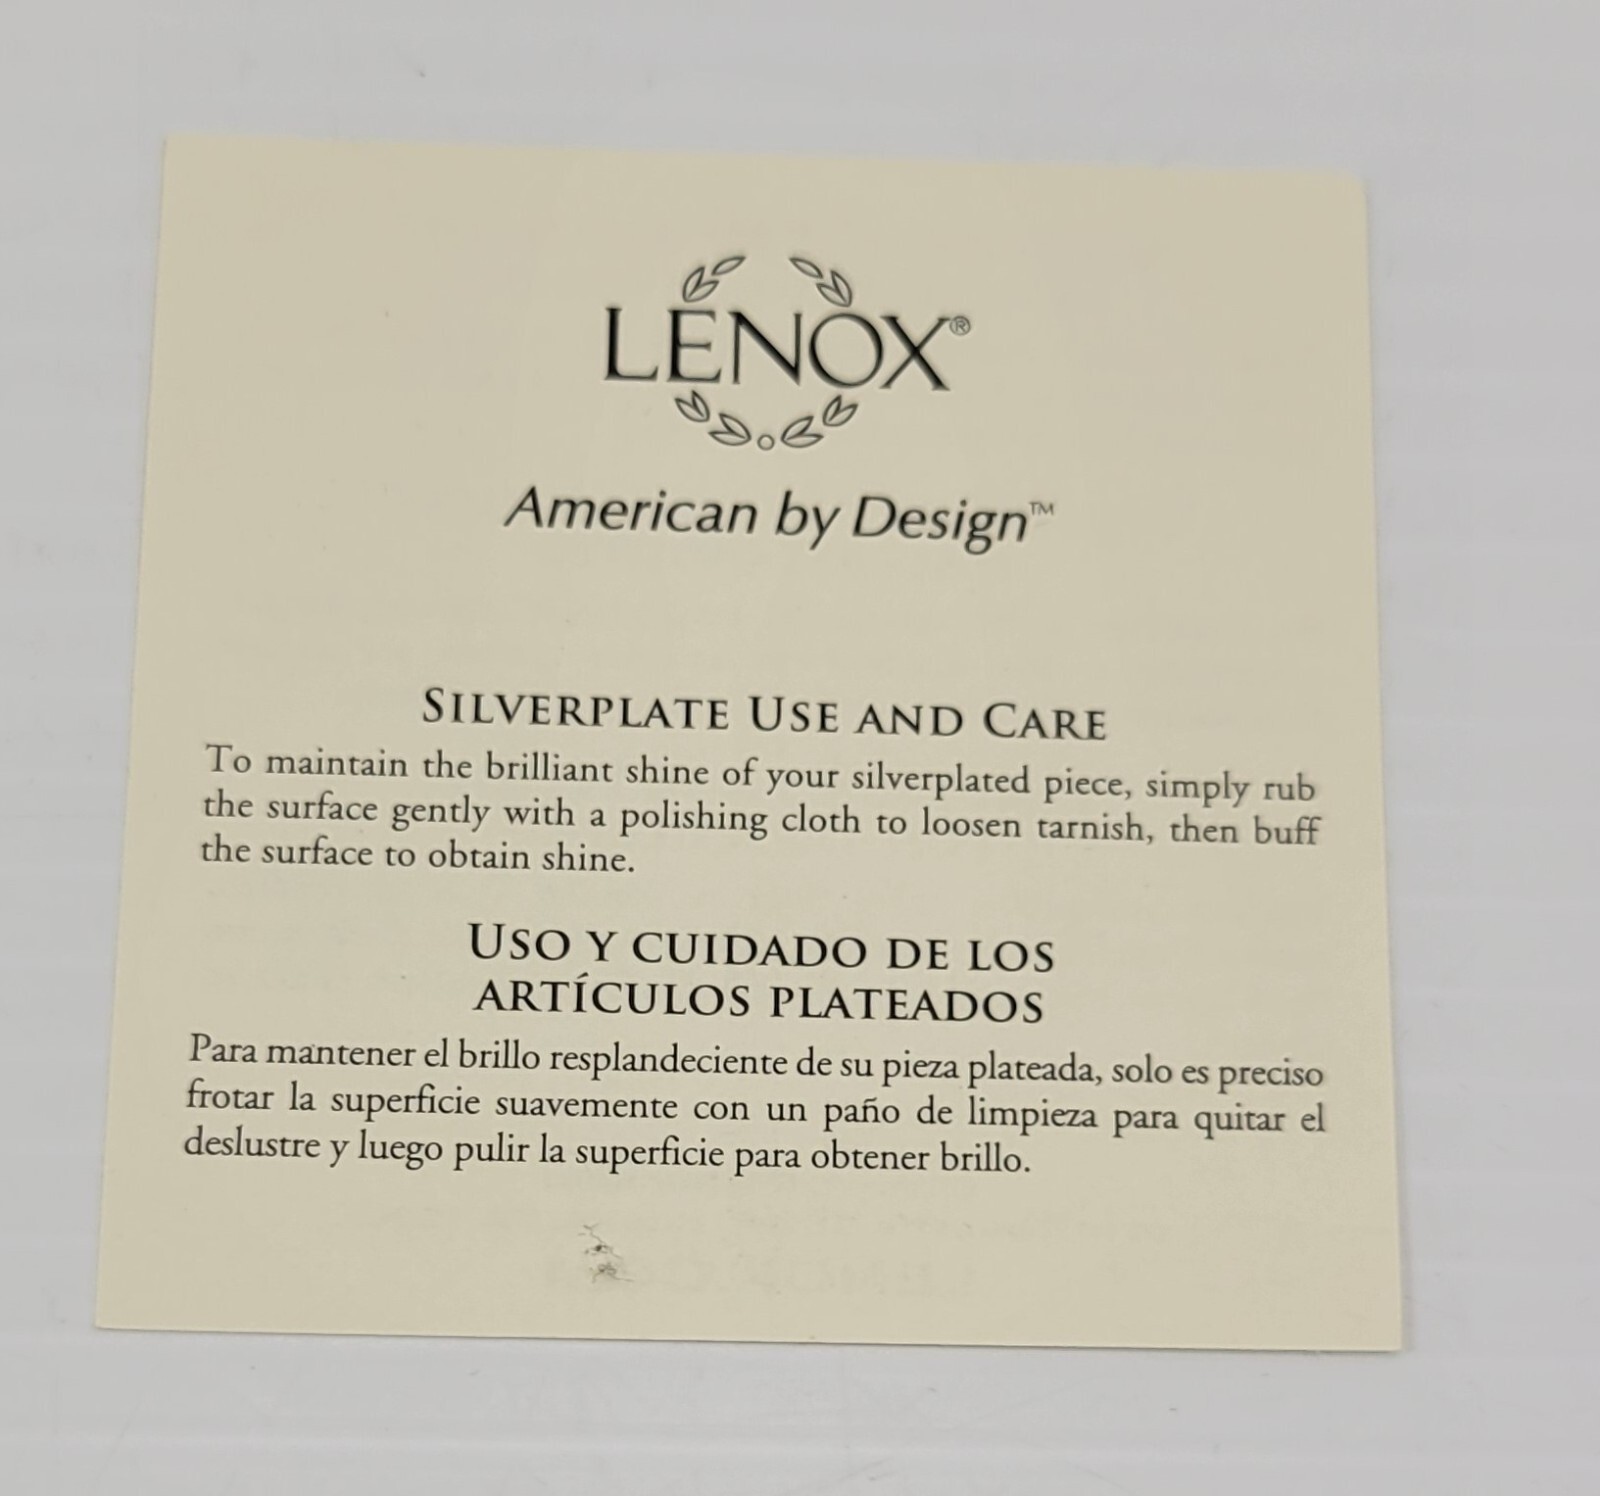 LENOX®
American by Design™
SILVERPLATE USE AND CARE
To maintain the brilliant shine of your silverplated piece, simply rub
the surface gently with a polishing cloth to loosen tarnish, then buff
the surface to obtain shine.
USO Y CUIDADO DE LOS
ARTÍCULOS PLATEADOS
Para mantener el brillo resplandeciente de su pieza plateada, solo es preciso
frotar la superficie suavemente con un paño de limpieza para quitar el
deslustre y luego pulir la superficie para obtener brillo.